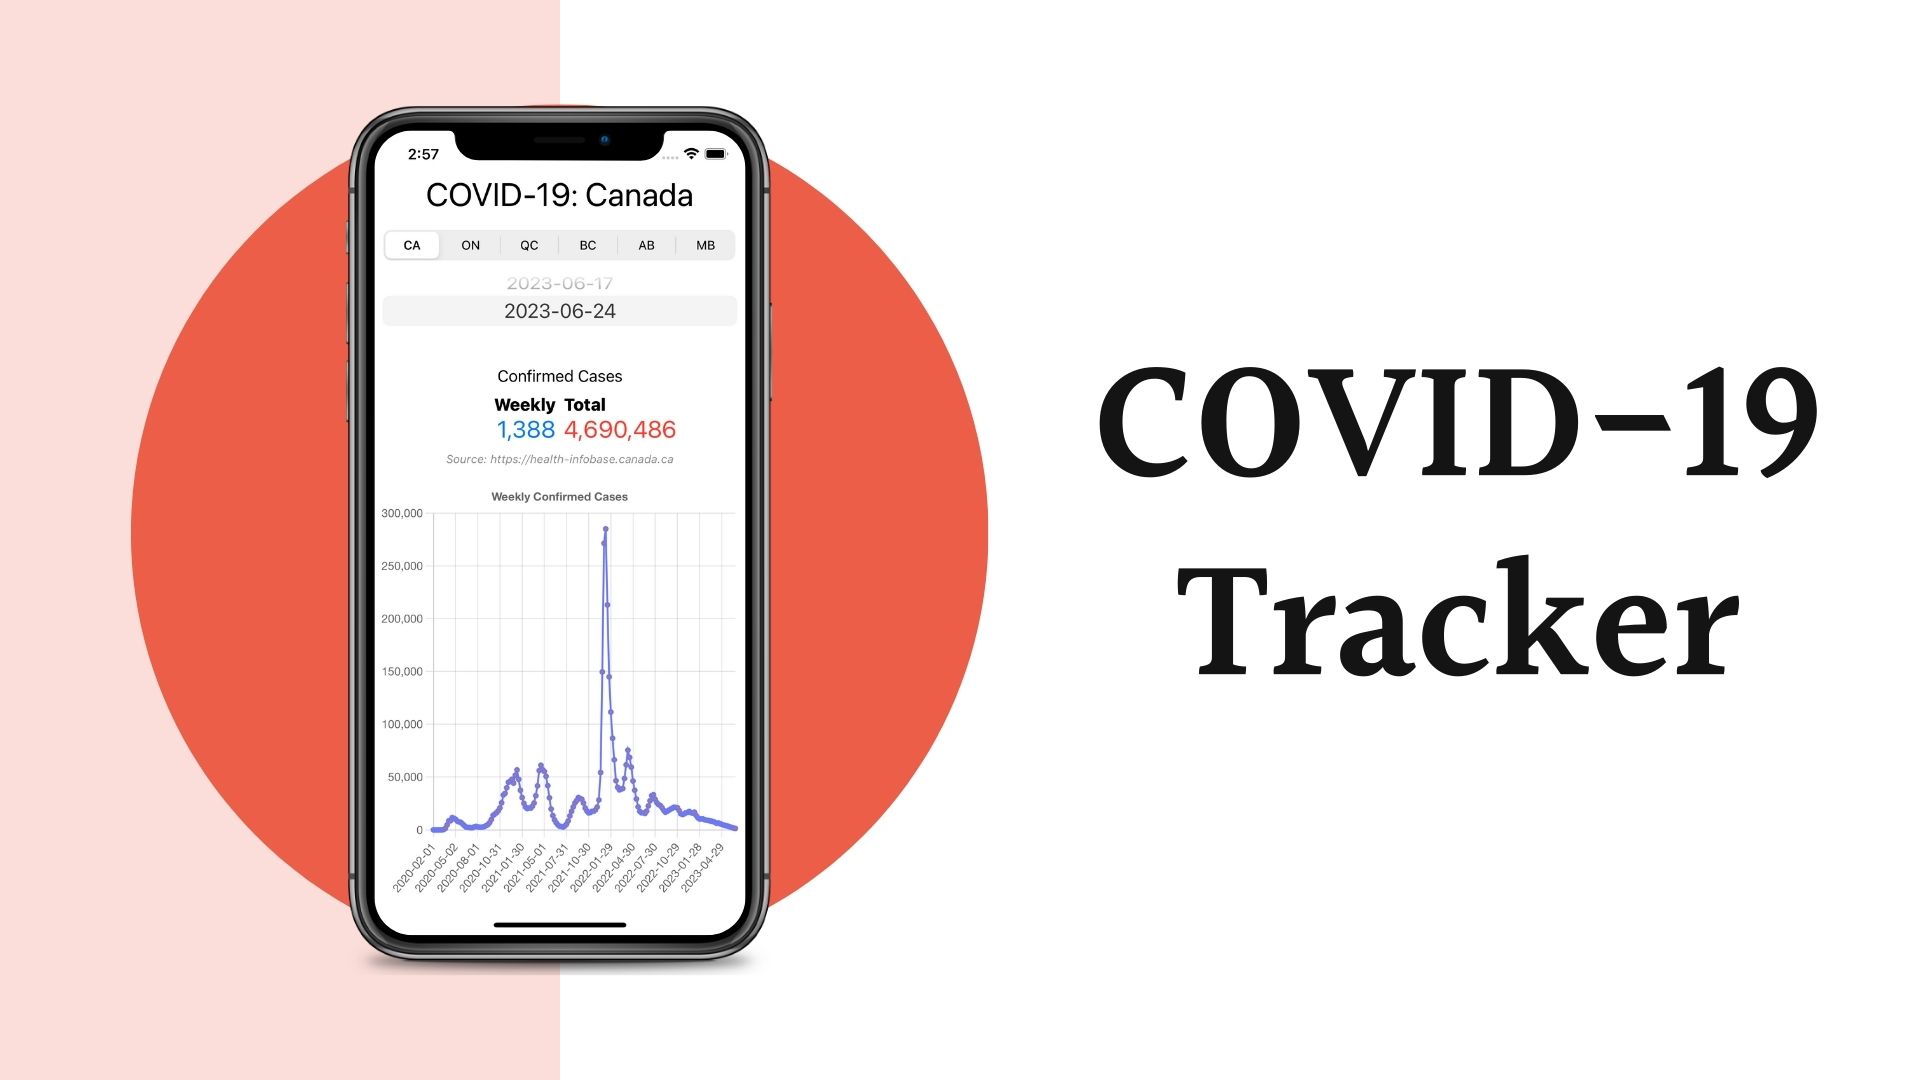 2:57
COVID-19: Canada
CA ON QC BC AB MB
2023-06-17
2023-06-24
Confirmed Cases
Weekly Total
1,388 4,690,486
Source: https://health-infobase.canada.ca
Weekly Confirmed Cases
300,000
250,000
200,000
150,000
100,000
50,000
0
2020-02-01 2020-05-02 2020-08-01 2020-10-31 2021-01-30 2021-05-01 2021-07-31 2021-10-30 2022-01-29 2022-04-30 2022-07-30 2022-10-29 2023-01-28 2023-04-29
COVID-19
Tracker